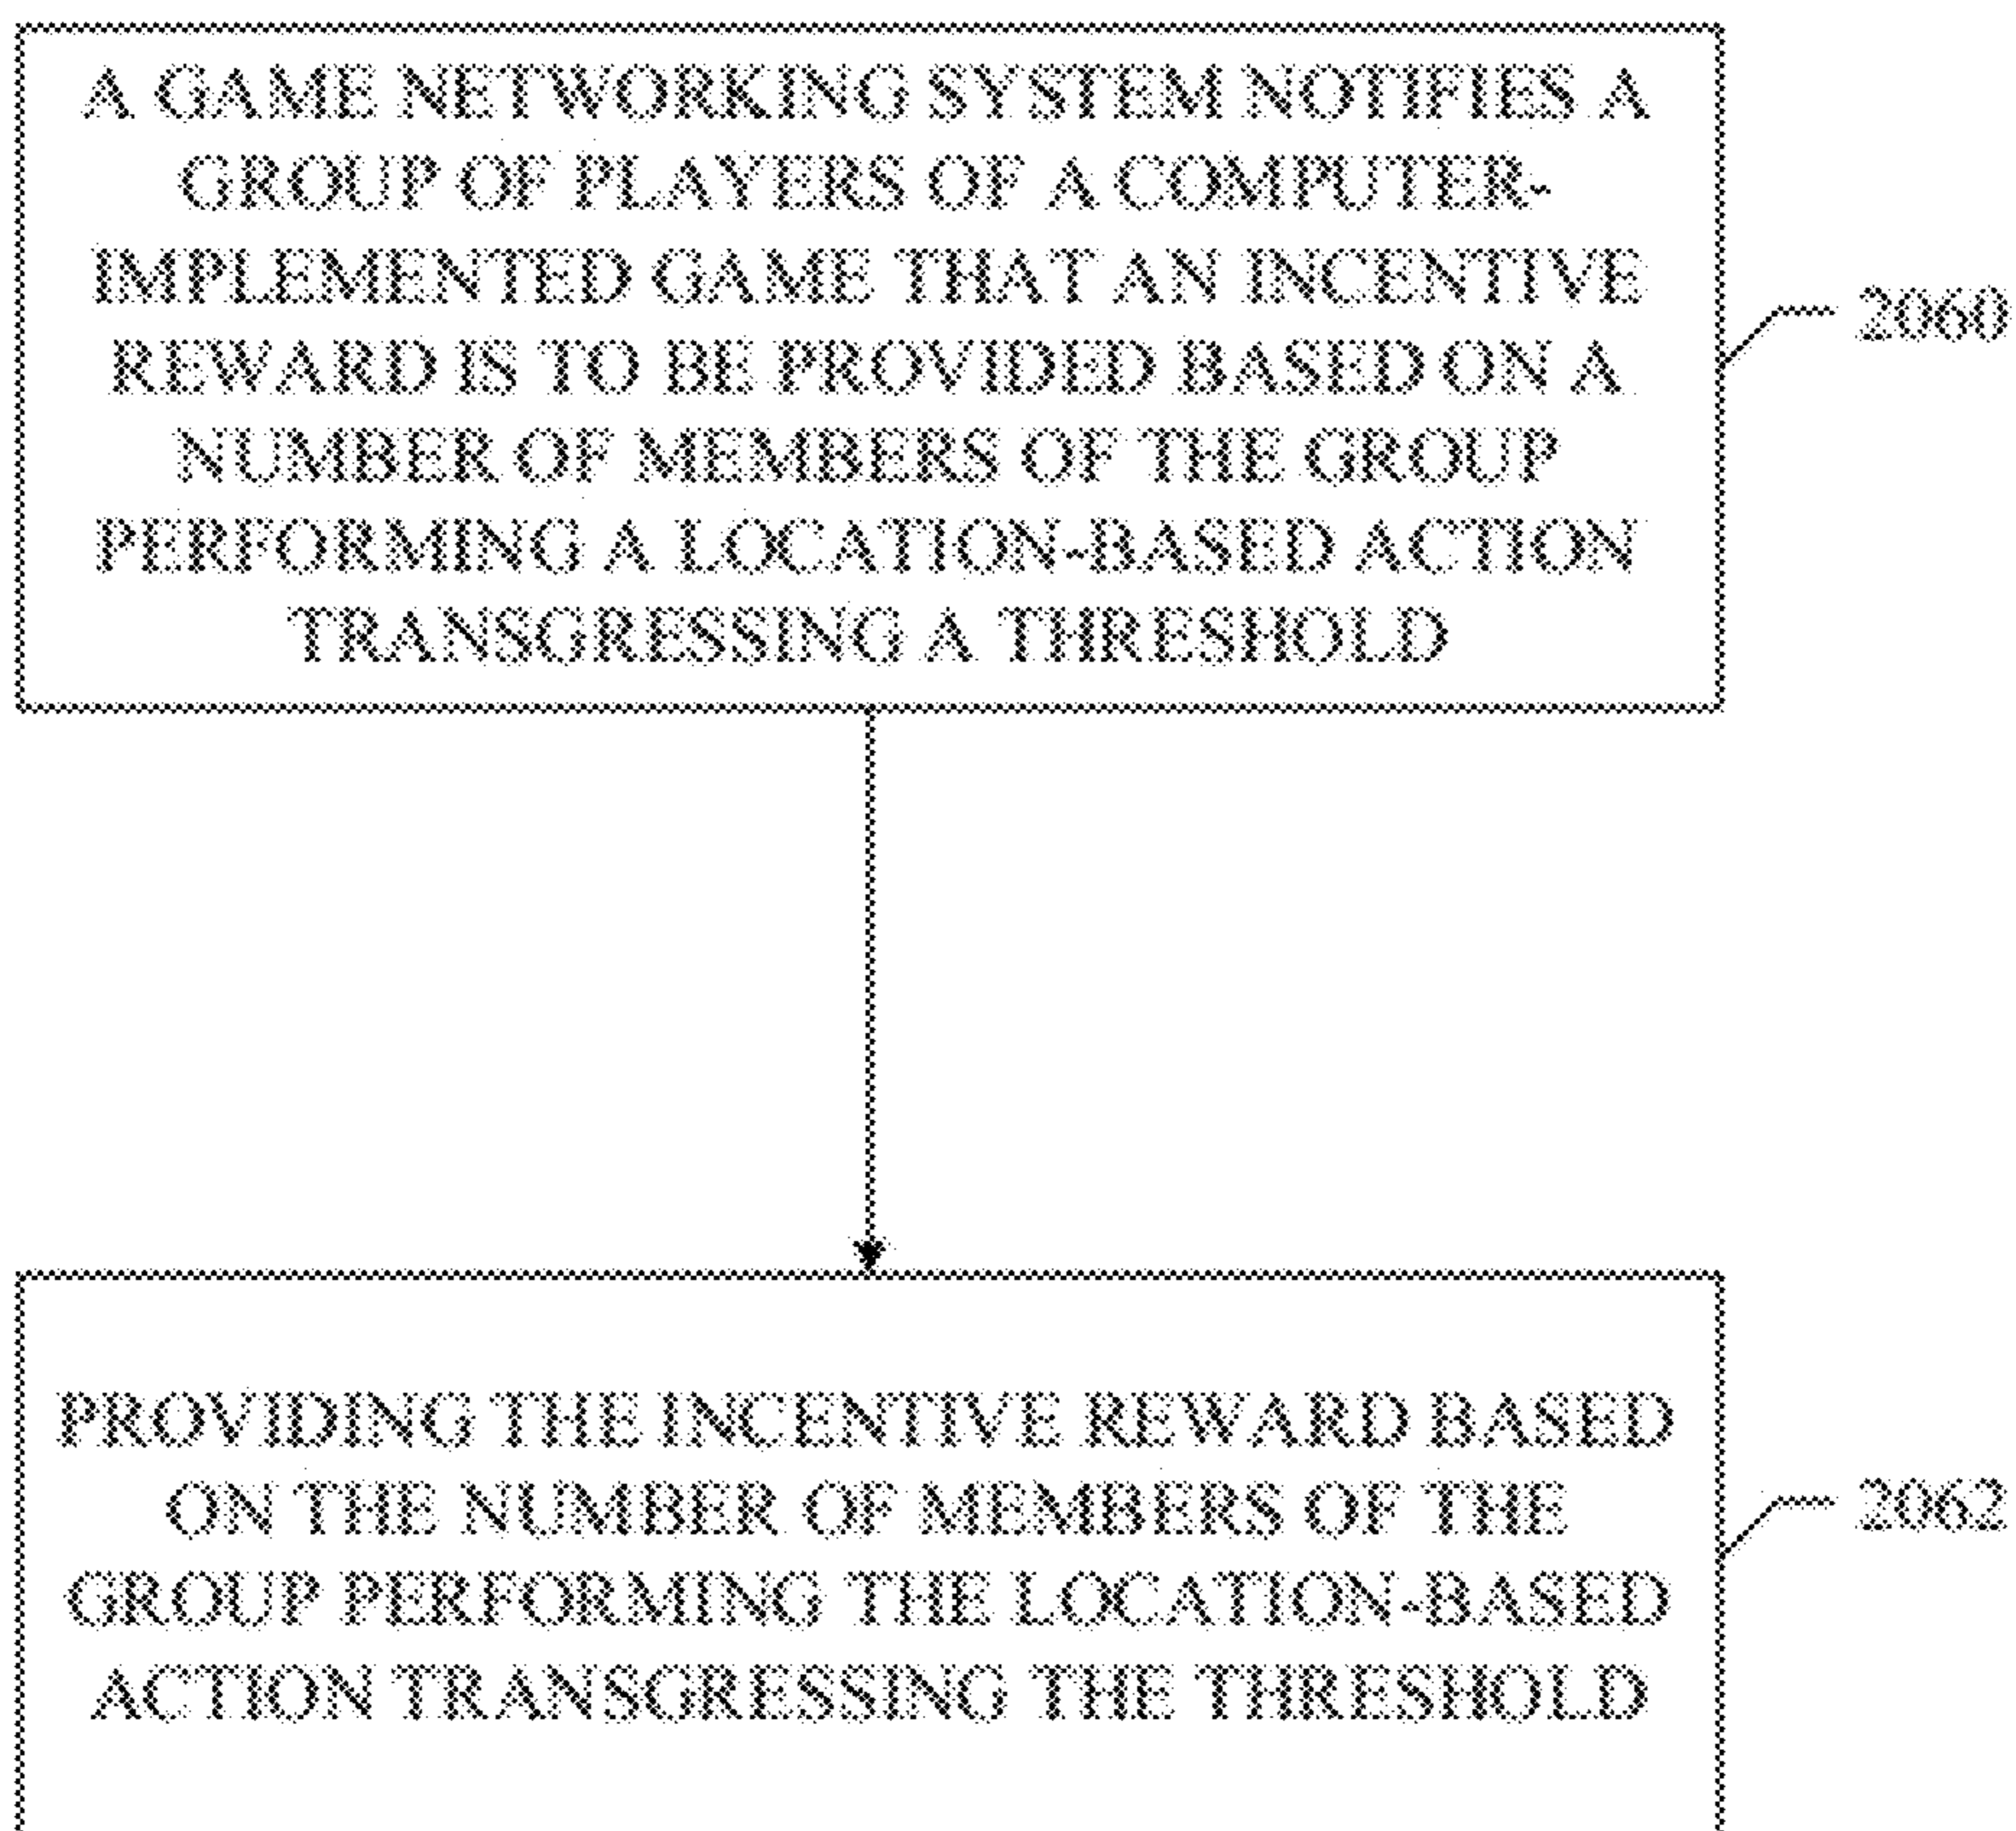 A GAME NETWORKING SYSTEM NOTIFIES A
GROUP OF PLAYERS OF A COMPUTER-
IMPLEMENTED GAME THAT AN INCENTIVE
REWARD IS TO BE PROVIDED BASED ON A
NUMBER OF MEMBERS OF THE GROUP
PERFORMING A LOCATION-BASED ACTION
TRANSGRESSING A THRESHOLD
2060
PROVIDING THE INCENTIVE REWARD BASED
ON THE NUMBER OF MEMBERS OF THE
GROUP PERFORMING THE LOCATION-BASED
ACTION TRANSGRESSING THE THRESHOLD
2062